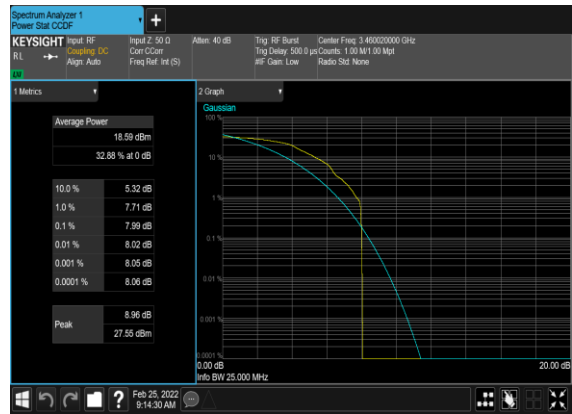 Spectrum Analyzer 1
Power Stat CCDF
KEYSIGHT Input: RF Input Z: 50 Ω Atten: 40 dB Trig: RF Burst Center Freq: 3.460020000 GHz
R L Coupling: DC Corr CCorr Trig Delay: 500.0 µs Counts: 1.00 M/1.00 Mpt
Align: Auto Freq Ref: Int (S) #IF Gain: Low Radio Std: None
1 Metrics
2 Graph
Gaussian
Average Power
18.59 dBm
32.88 % at 0 dB
10.0 % 5.32 dB
1.0 % 7.71 dB
0.1 % 7.99 dB
0.01 % 8.02 dB
0.001 % 8.05 dB
0.0001 % 8.06 dB
Peak
8.96 dB
27.55 dBm
100 %
10 %
1 %
0.1 %
0.01 %
0.001 %
0.0001 %
0.00 dB 20.00 dB
Info BW 25.000 MHz
Feb 25, 2022
9:14:30 AM